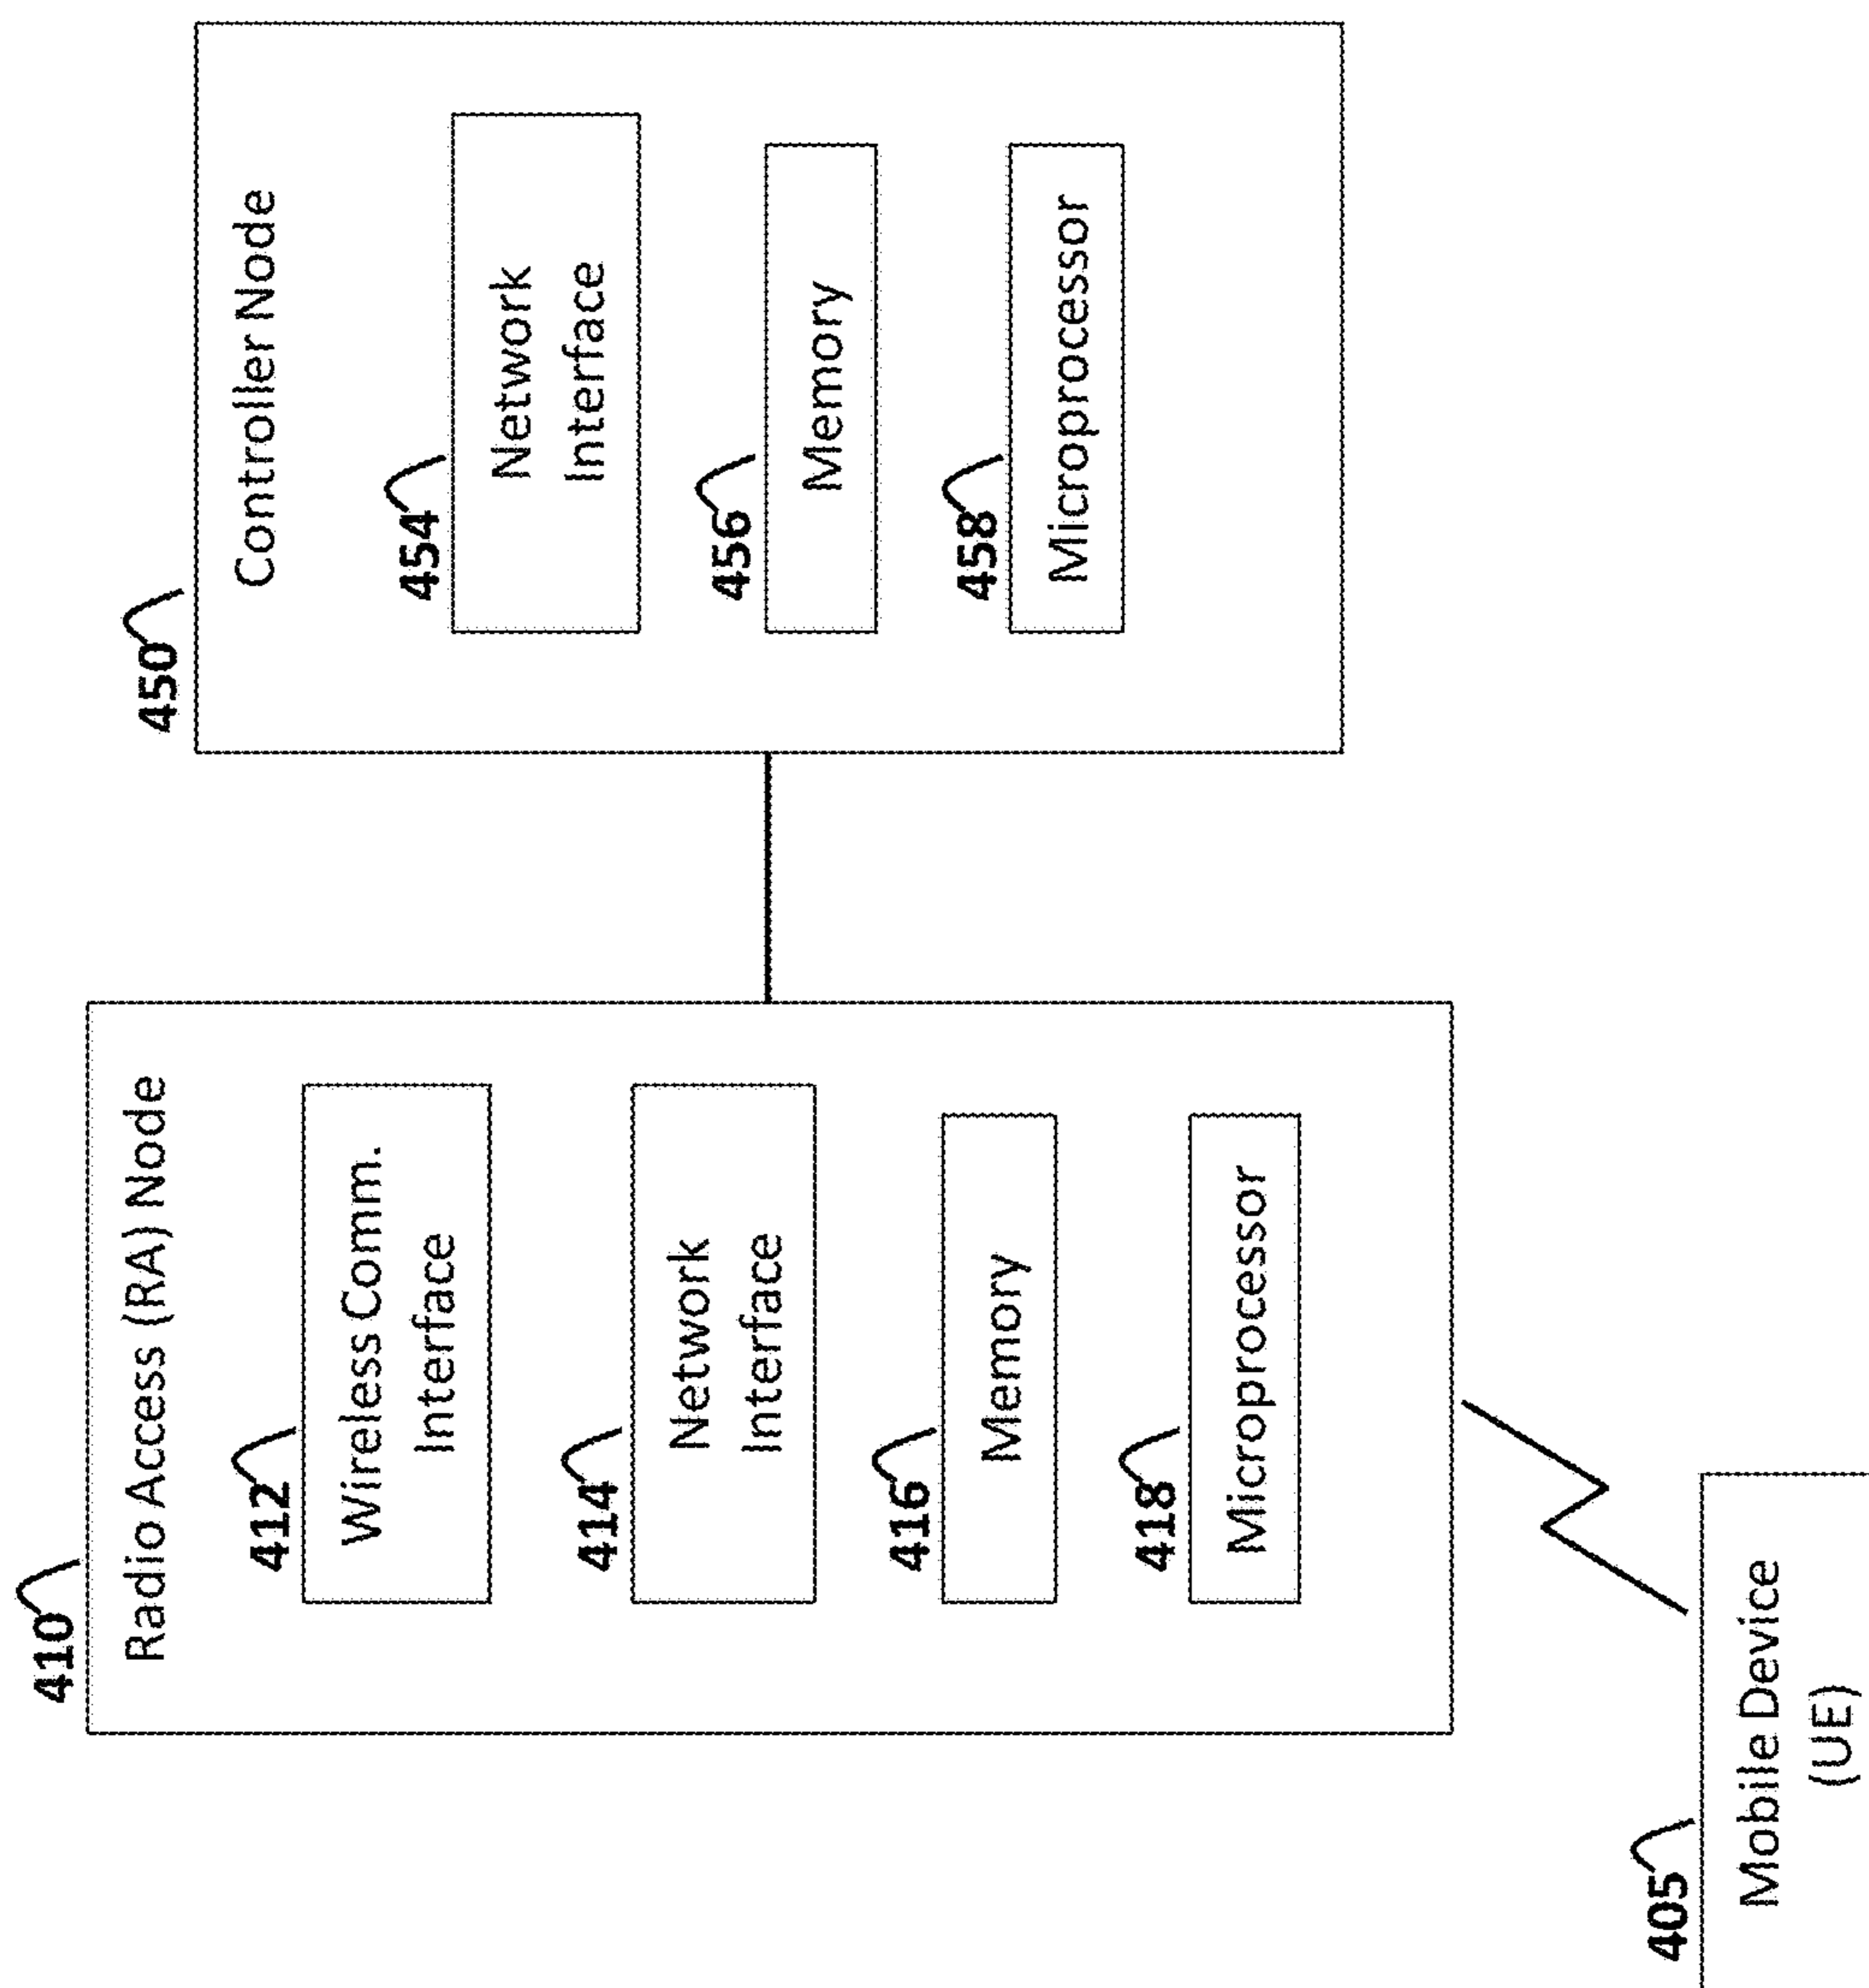 410
Radio Access (RA) Node
412
Wireless Comm.
Interface
414
Network
Interface
416
Memory
418
Microprocessor
450
Controller Node
454
Network
Interface
456
Memory
458
Microprocessor
405
Mobile Device
(UE)